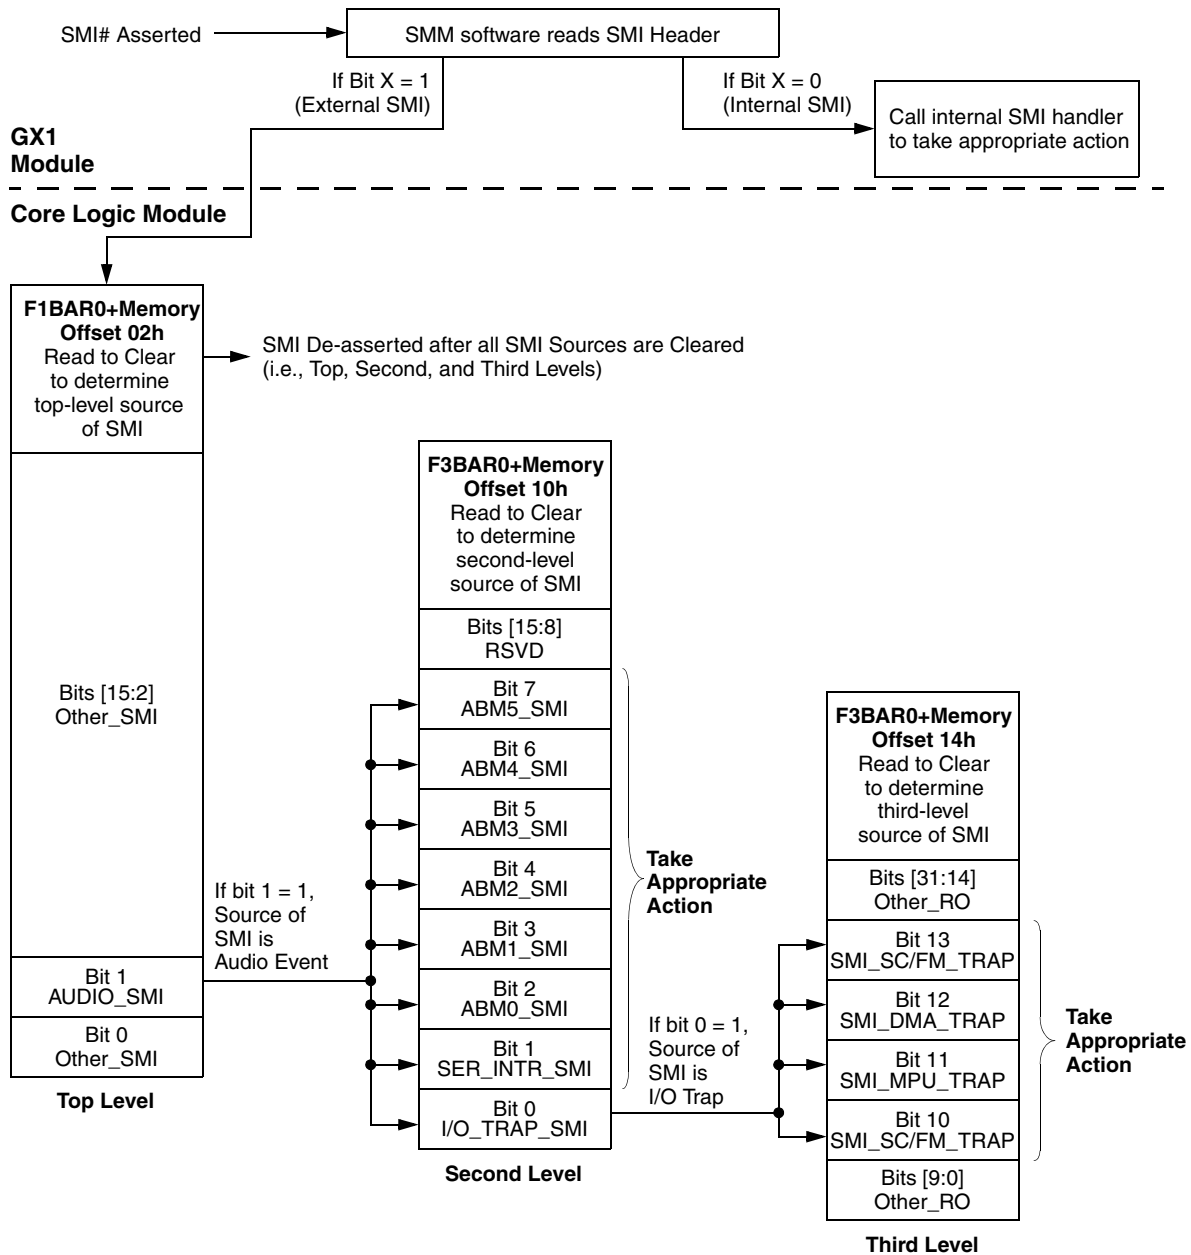 SMI# Asserted
SMM software reads SMI Header
If Bit X = 1
(External SMI)
If Bit X = 0
(Internal SMI)
Call internal SMI handler
to take appropriate action
GX1
Module
Core Logic Module
F1BAR0+Memory
Offset 02h
Read to Clear
to determine
top-level source
of SMI
SMI De-asserted after all SMI Sources are Cleared
(i.e., Top, Second, and Third Levels)
Bits [15:2]
Other_SMI
Bit 1
AUDIO_SMI
Bit 0
Other_SMI
Top Level
If bit 1 = 1,
Source of
SMI is
Audio Event
F3BAR0+Memory
Offset 10h
Read to Clear
to determine
second-level
source of SMI
Bits [15:8]
RSVD
Bit 7
ABM5_SMI
Bit 6
ABM4_SMI
Bit 5
ABM3_SMI
Bit 4
ABM2_SMI
Bit 3
ABM1_SMI
Bit 2
ABM0_SMI
Bit 1
SER_INTR_SMI
Bit 0
I/O_TRAP_SMI
Second Level
Take
Appropriate
Action
If bit 0 = 1,
Source of
SMI is
I/O Trap
F3BAR0+Memory
Offset 14h
Read to Clear
to determine
third-level
source of SMI
Bits [31:14]
Other_RO
Bit 13
SMI_SC/FM_TRAP
Bit 12
SMI_DMA_TRAP
Bit 11
SMI_MPU_TRAP
Bit 10
SMI_SC/FM_TRAP
Bits [9:0]
Other_RO
Third Level
Take
Appropriate
Action